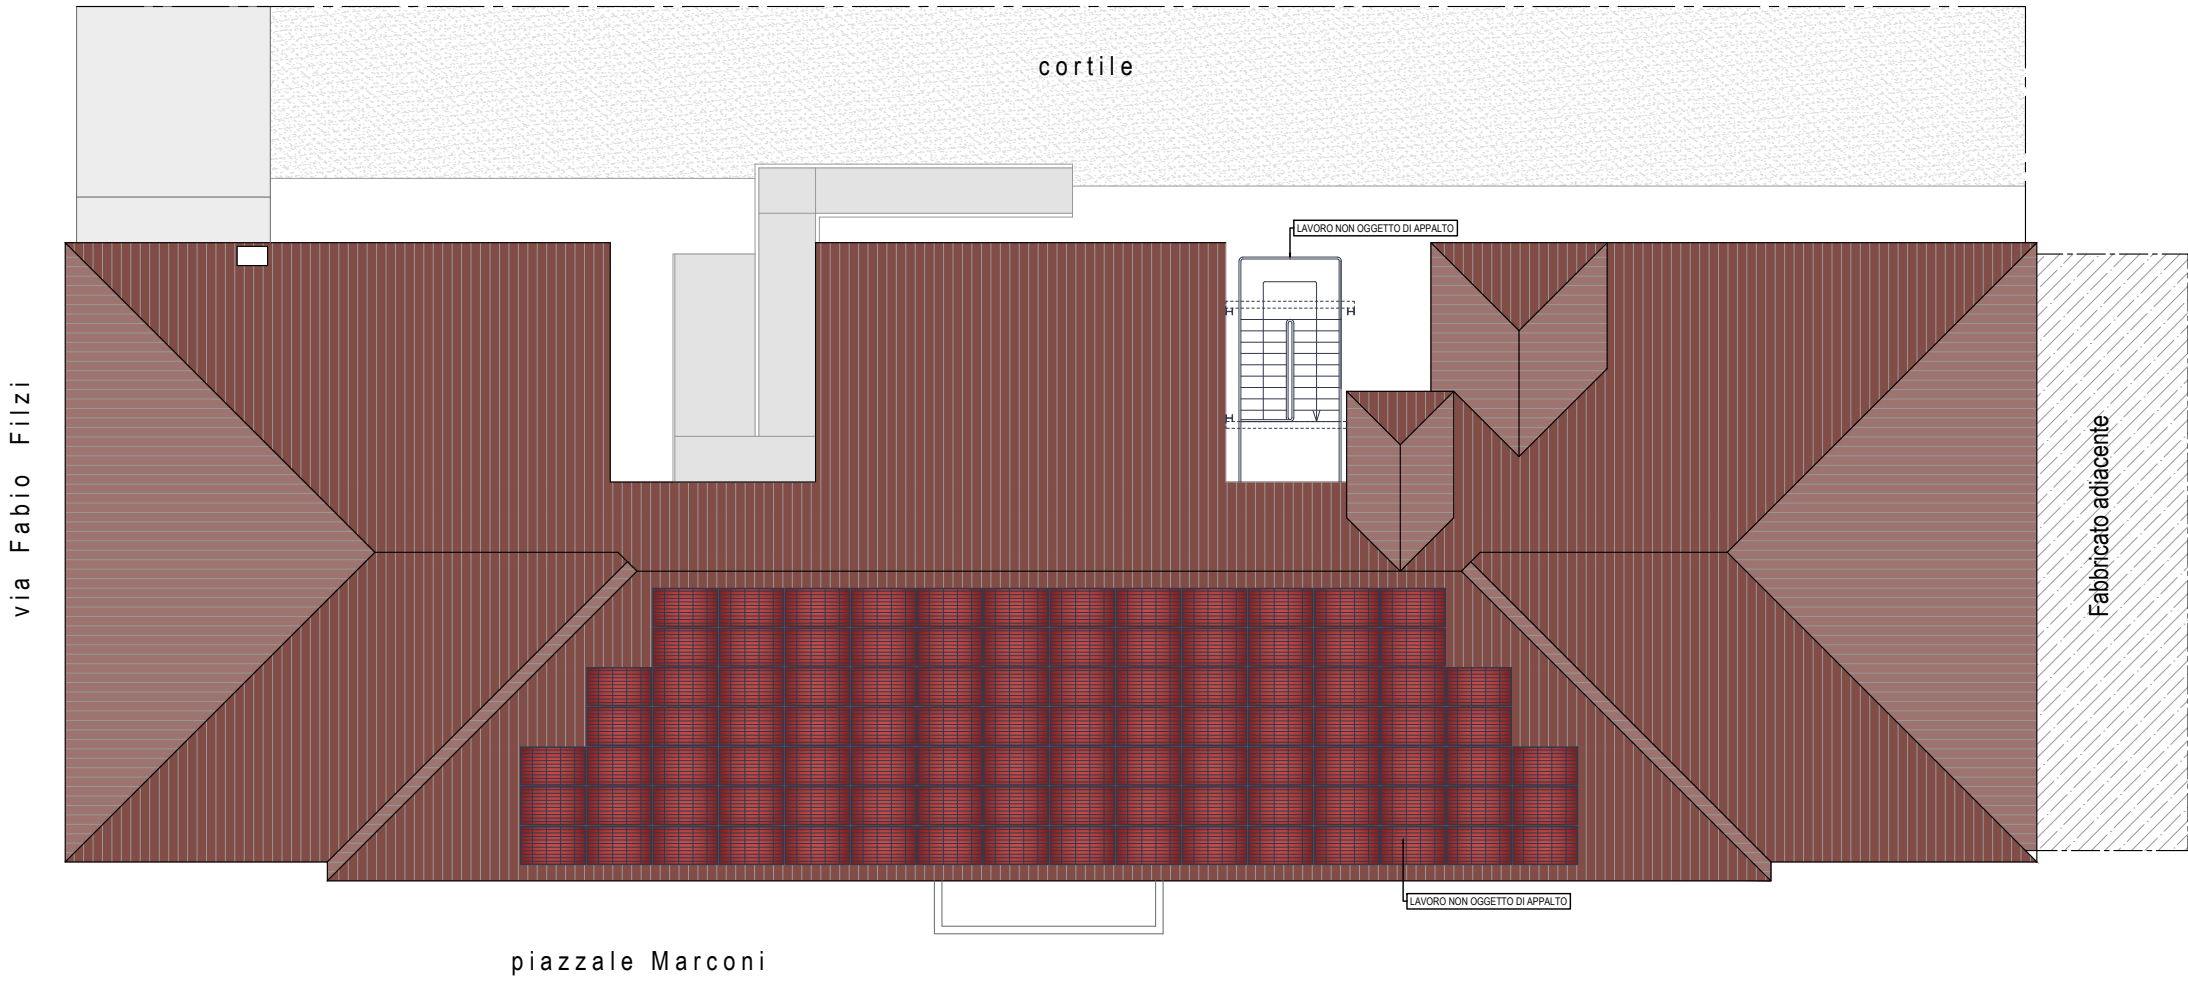 cortile
LAVORO NON OGGETTO DI APPALTO
via Fabio Filzi
Fabbricato adiacente
LAVORO NON OGGETTO DI APPALTO
piazzale Marconi